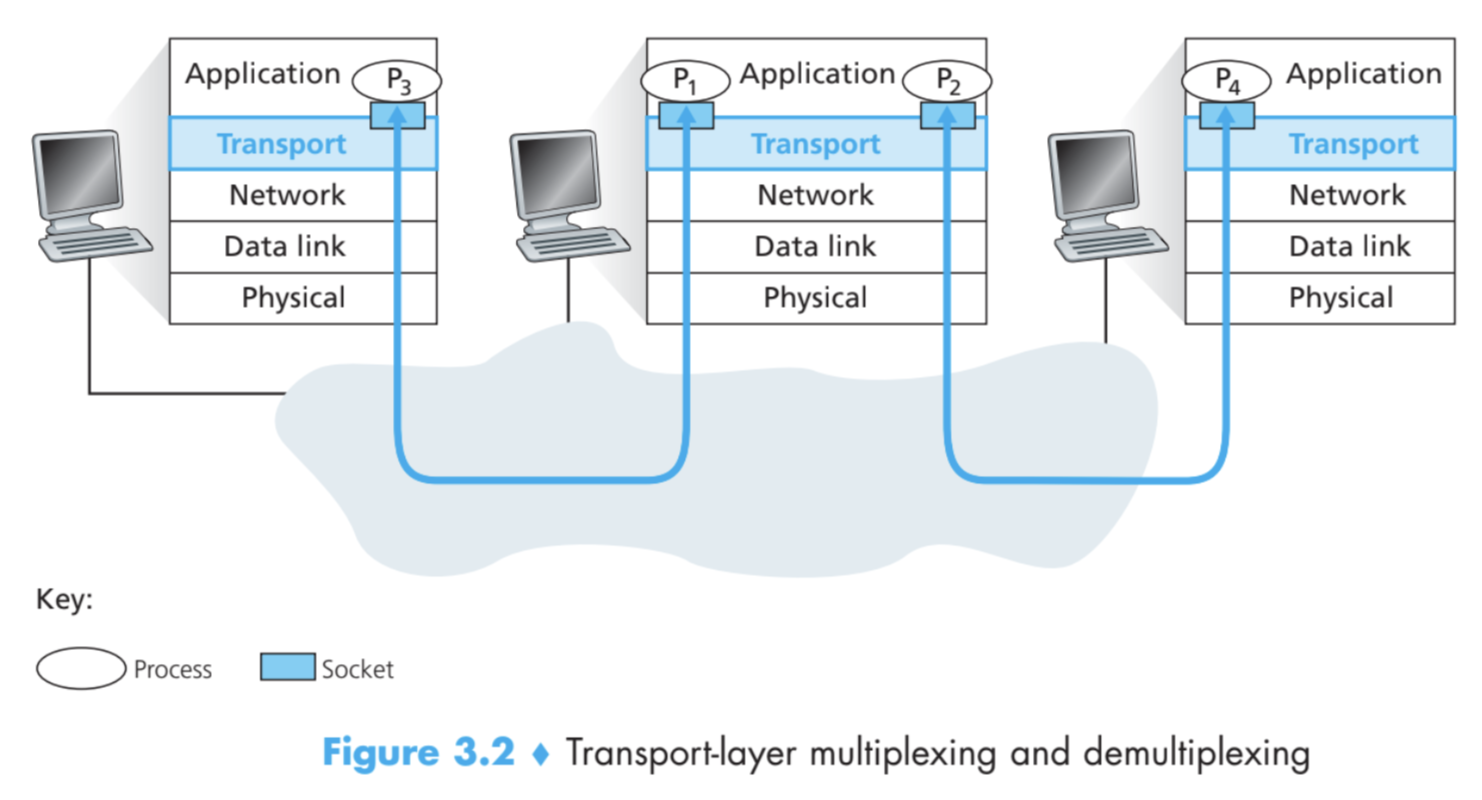 Application P3
Transport
Network
Data link
Physical
P1 Application P2
Transport
Network
Data link
Physical
P4 Application
Transport
Network
Data link
Physical
Key:
Process Socket
Figure 3.2 ♦ Transport-layer multiplexing and demultiplexing